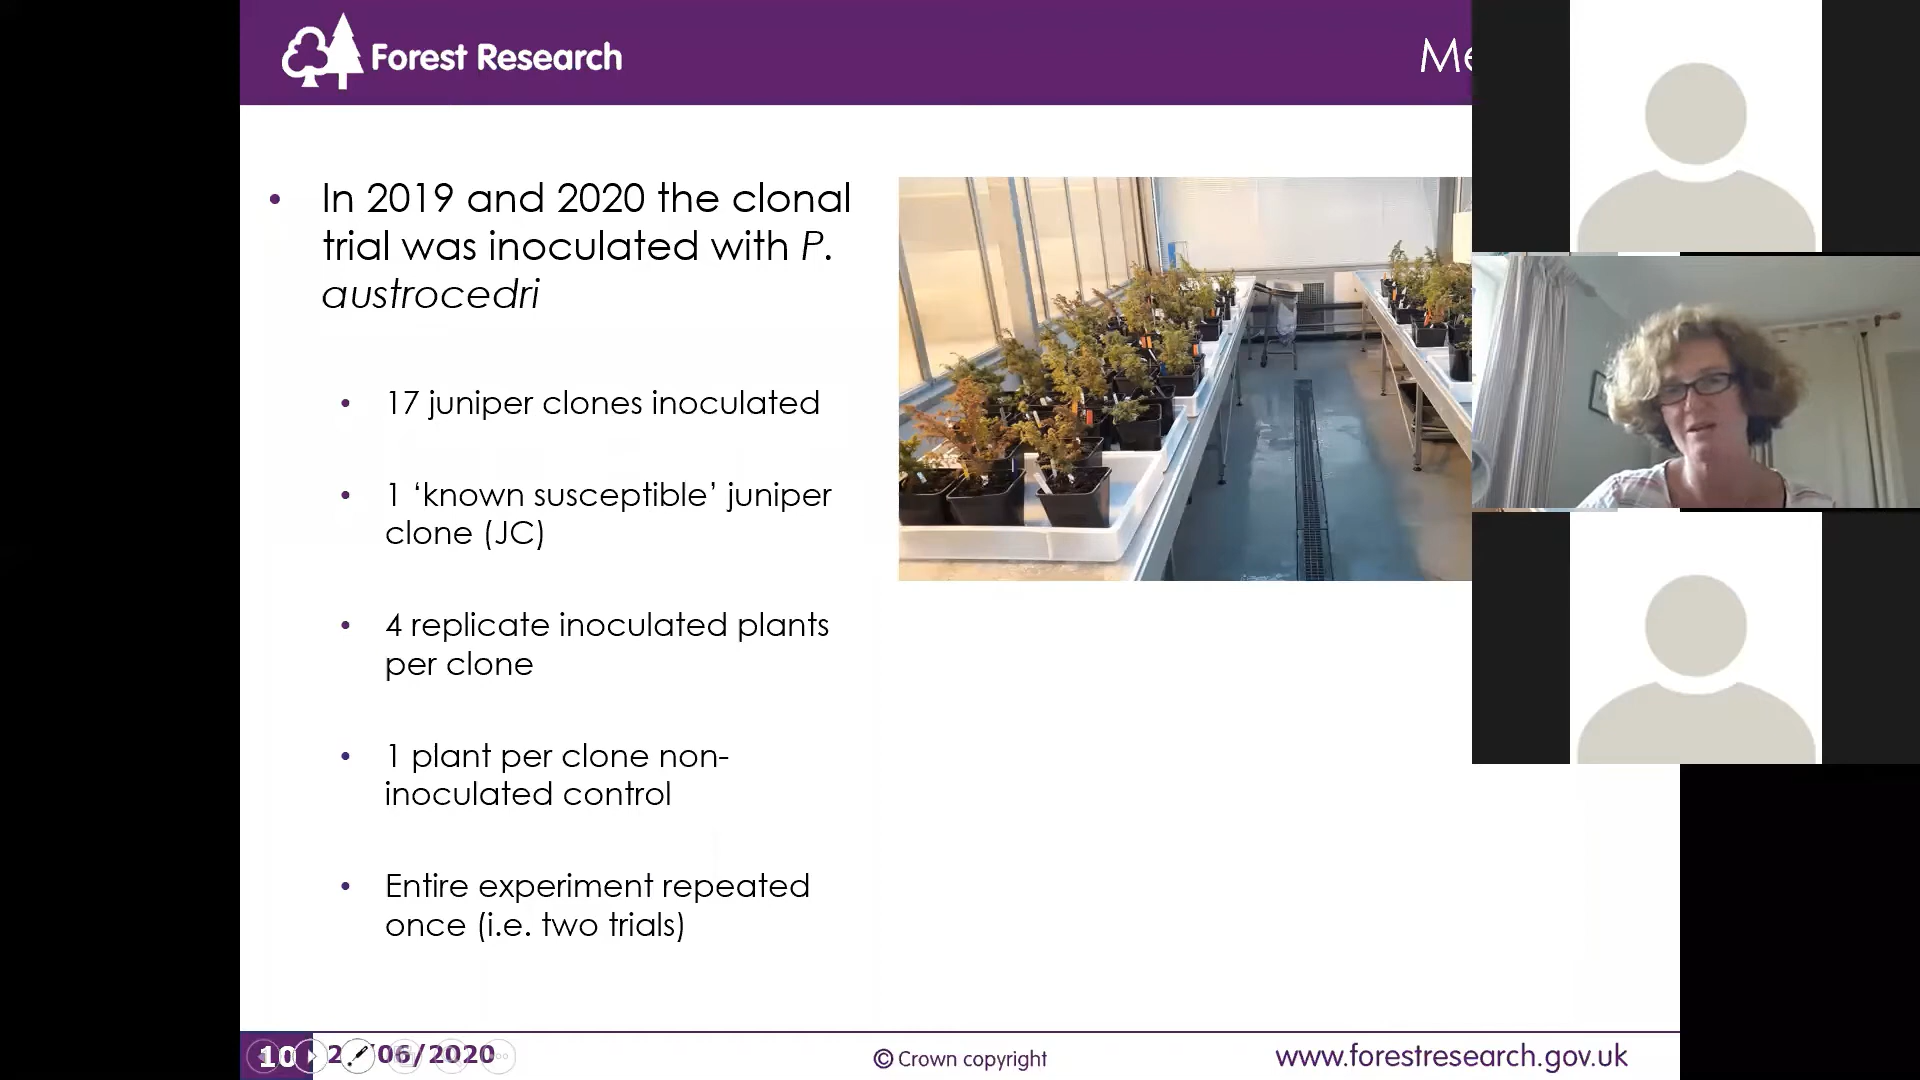 Forest Research
In 2019 and 2020 the clonal
trial was inoculated with P.
austrocedri
17 juniper clones inoculated
1 ‘known susceptible’ juniper
clone (JC)
4 replicate inoculated plants
per clone
1 plant per clone non-
inoculated control
Entire experiment repeated
once (i.e. two trials)
10
/06/2020
© Crown copyright
www.forestresearch.gov.uk